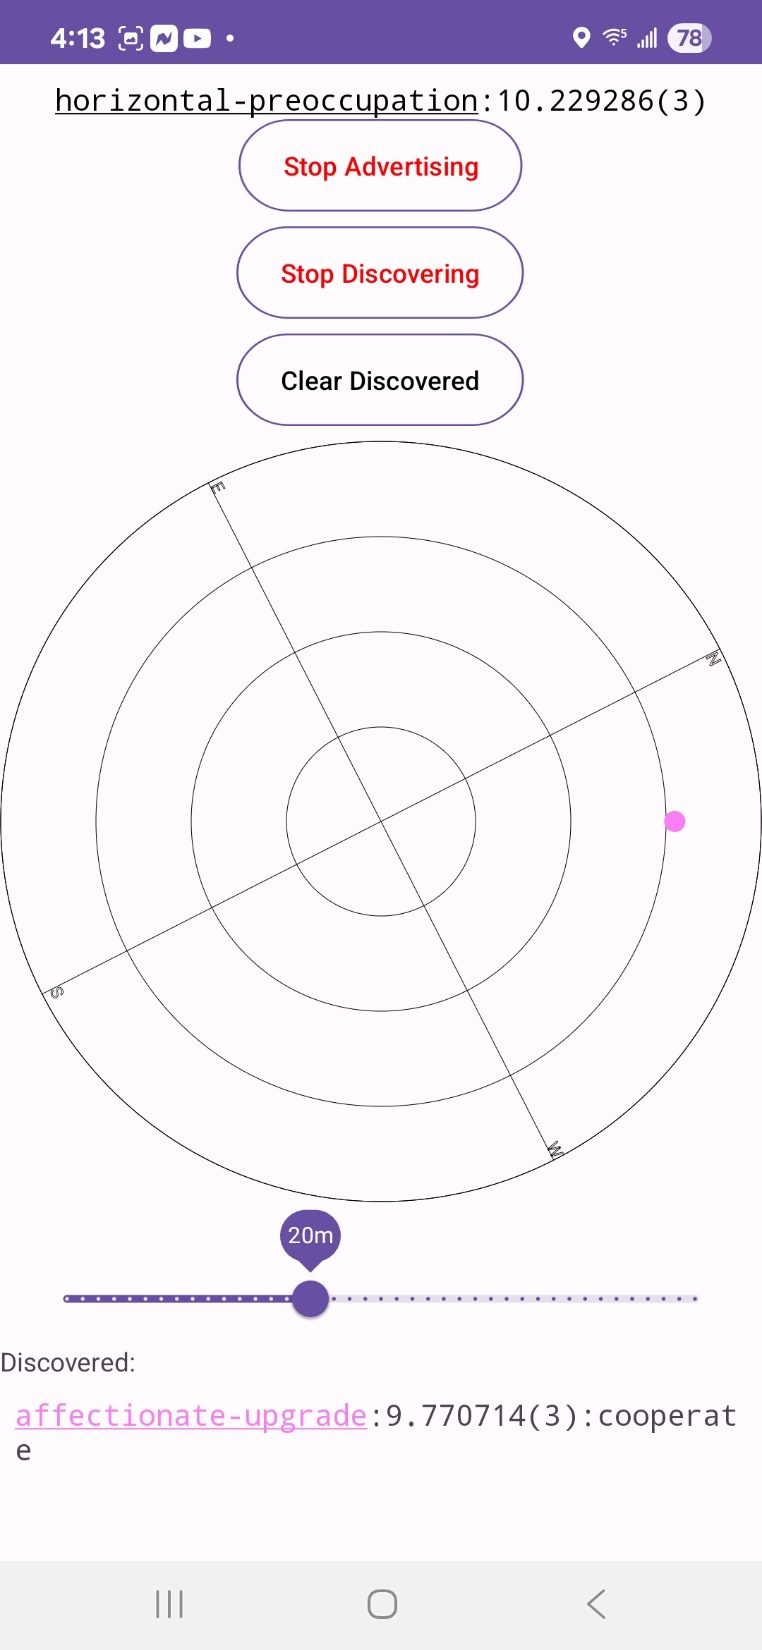 4:13
5
78
horizontal-preoccupation:10.229286(3)
Stop Advertising
Stop Discovering
Clear Discovered
E
N
S
W
20m
Discovered:
affectionate-upgrade:9.770714(3):cooperat
e